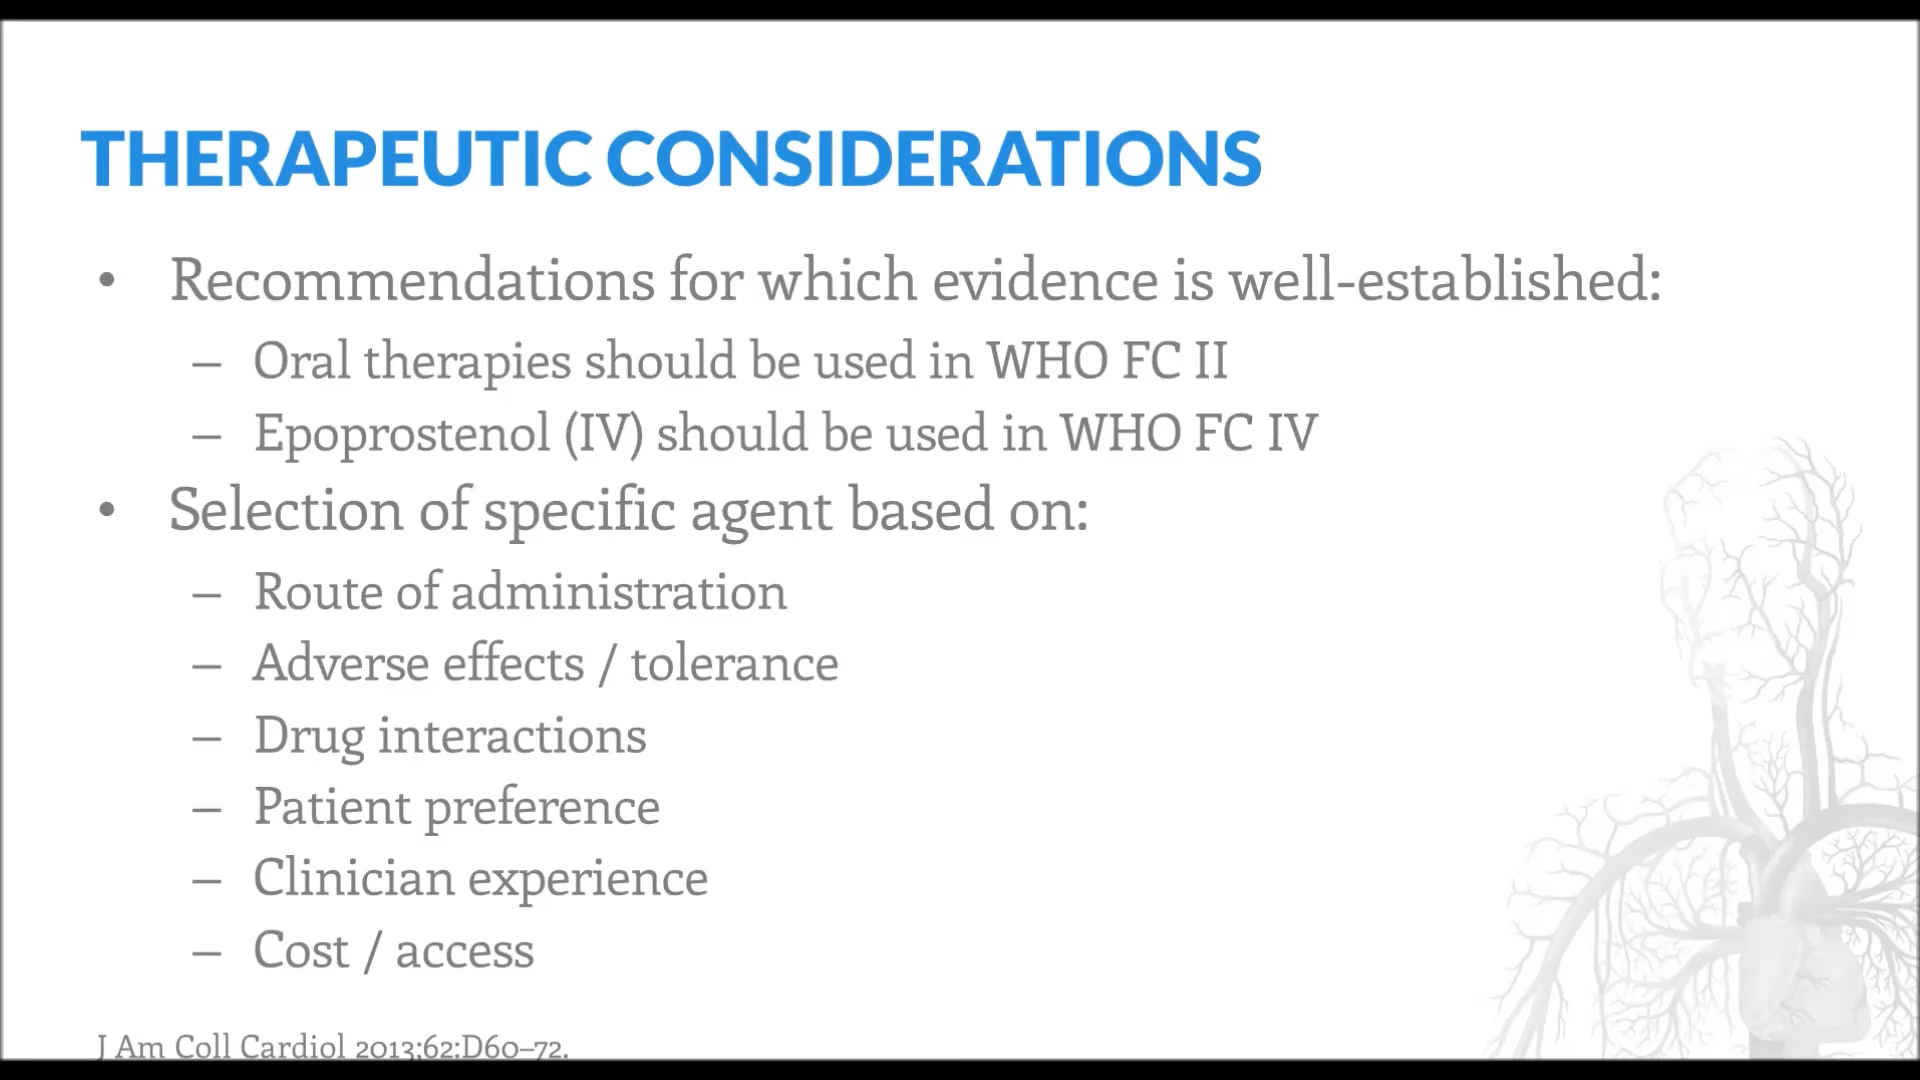 THERAPEUTIC CONSIDERATIONS
• Recommendations for which evidence is well-established:
– Oral therapies should be used in WHO FC II
– Epoprostenol (IV) should be used in WHO FC IV
• Selection of specific agent based on:
– Route of administration
– Adverse effects / tolerance
– Drug interactions
– Patient preference
– Clinician experience
– Cost / access
J Am Coll Cardiol 2013;62:D60–72.